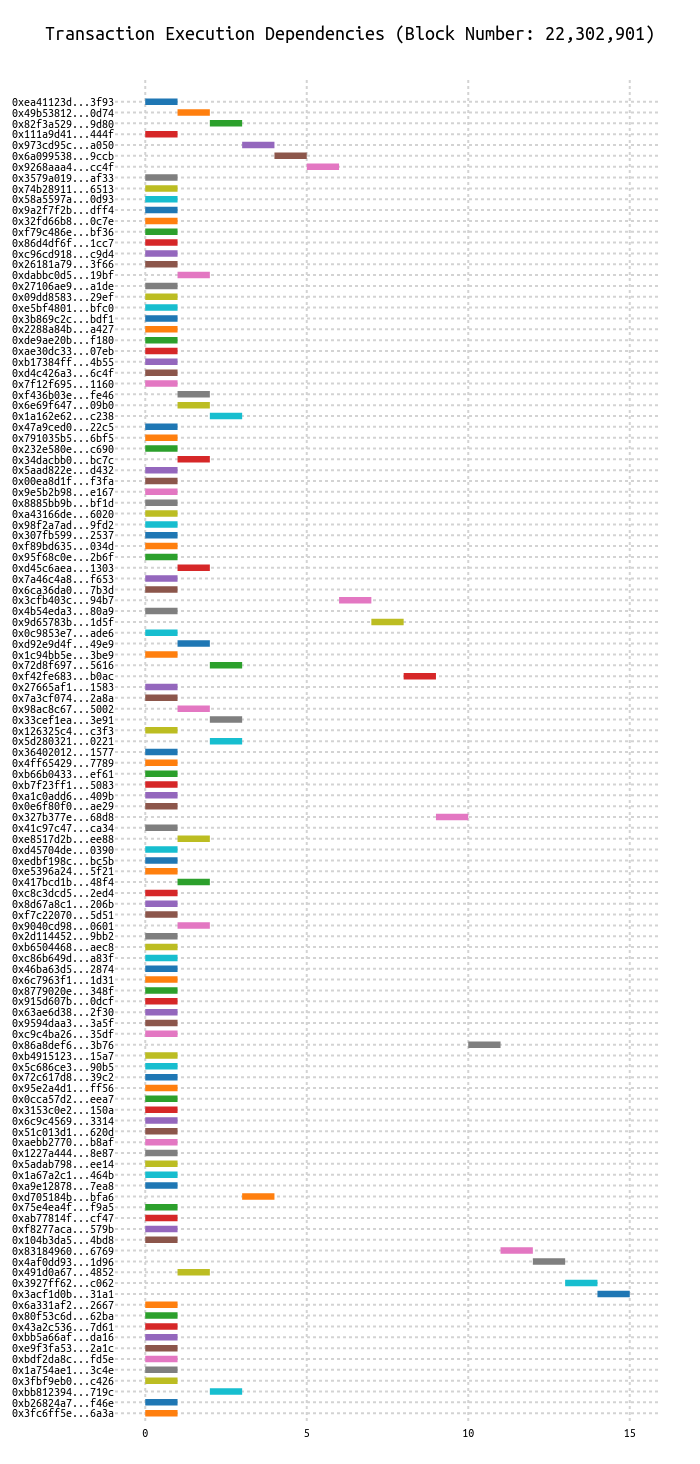 Transaction Execution Dependencies (Block Number: 22,302,901)
0xea41123d...3f93
0x49b53812...0d74
0x82f3a529...9d80
0x111a9d41...444f
0x973cd95c...a050
0x6a099538...9ccb
0x9268aaa4...cc4f
0x3579a019...af33
0x74b28911...6513
0x58a5597a...0d93
0x9a2f7f2b...dff4
0x32fd66b8...0c7e
0xf79c486e...bf36
0x86d4df6f...1cc7
0xc96cd918...c9d4
0x26181a79...3f66
0xdabbc0d5...19bf
0x27106ae9...a1de
0x09dd8583...29ef
0xe5bf4801...bfc0
0x3b869c2c...bdf1
0x2288a84b...a427
0xde9ae20b...f180
0xae30dc33...07eb
0xb17384ff...4b55
0xd4c426a3...6c4f
0x7f12f695...1160
0xf436b03e...fe46
0x6e69f647...09b0
0x1a162e62...c238
0x47a9ced0...22c5
0x791035b5...6bf5
0x232e580e...c690
0x34dacbb0...bc7c
0x5aad822e...d432
0x00ea8d1f...f3fa
0x9e5b2b98...e167
0x8885bb9b...bf1d
0xa43166de...6020
0x98f2a7ad...9fd2
0x307fb599...2537
0xf89bd635...034d
0x95f68c0e...2b6f
0xd45c6aea...1303
0x7a46c4a8...f653
0x6ca36da0...7b3d
0x3cfb403c...94b7
0x4b54eda3...80a9
0x9d65783b...1d5f
0x0c9853e7...ade6
0xd92e9d4f...49e9
0x1c94bb5e...3be9
0x72d8f697...5616
0xf42fe683...b0ac
0x27665af1...1583
0x7a3cf074...2a8a
0x98ac8c67...5002
0x33cef1ea...3e91
0x126325c4...c3f3
0x5d280321...0221
0x36402012...1577
0x4ff65429...7789
0xb66b0433...ef61
0xb7f23ff1...5083
0xa1c0add6...409b
0x0e6f80f0...ae29
0x327b377e...68d8
0x41c97c47...ca34
0xe8517d2b...ee88
0xd45704de...0390
0xedbf198c...bc5b
0xe5396a24...5f21
0x417bcd1b...48f4
0xc8c3dcd5...2ed4
0x8d67a8c1...206b
0xf7c22070...5d51
0x9040cd98...0601
0x2d114452...9bb2
0xb6504468...aec8
0xc86b649d...a83f
0x46ba63d5...2874
0x6c7963f1...1d31
0x8779020e...348f
0x915d607b...0dcf
0x63ae6d38...2f30
0x9594daa3...3a5f
0xc9c4ba26...35df
0x86a8def6...3b76
0xb4915123...15a7
0x5c686ce3...90b5
0x72c617d8...39c2
0x95e2a4d1...ff56
0x0cca57d2...eea7
0x3153c0e2...150a
0x6c9c4569...3314
0x51c013d1...620d
0xaebb2770...b8af
0x1227a444...8e87
0x5adab798...ee14
0x1a67a2c1...464b
0xa9e12878...7ea8
0xd705184b...bfa6
0x75e4ea4f...f9a5
0xab77814f...cf47
0xf8277aca...579b
0x104b3da5...4bd8
0x83184960...6769
0x4af0dd93...1d96
0x491d0a67...4852
0x3927ff62...c062
0x3acf1d0b...31a1
0x6a331af2...2667
0x80f53c6d...62ba
0x43a2c536...7d61
0xbb5a66af...da16
0xe9f3fa53...2a1c
0xbdf2da8c...fd5e
0x1a754ae1...3c4e
0x3fbf9eb0...c426
0xbb812394...719c
0xb26824a7...f46e
0x3fc6ff5e...6a3a
0 5 10 15